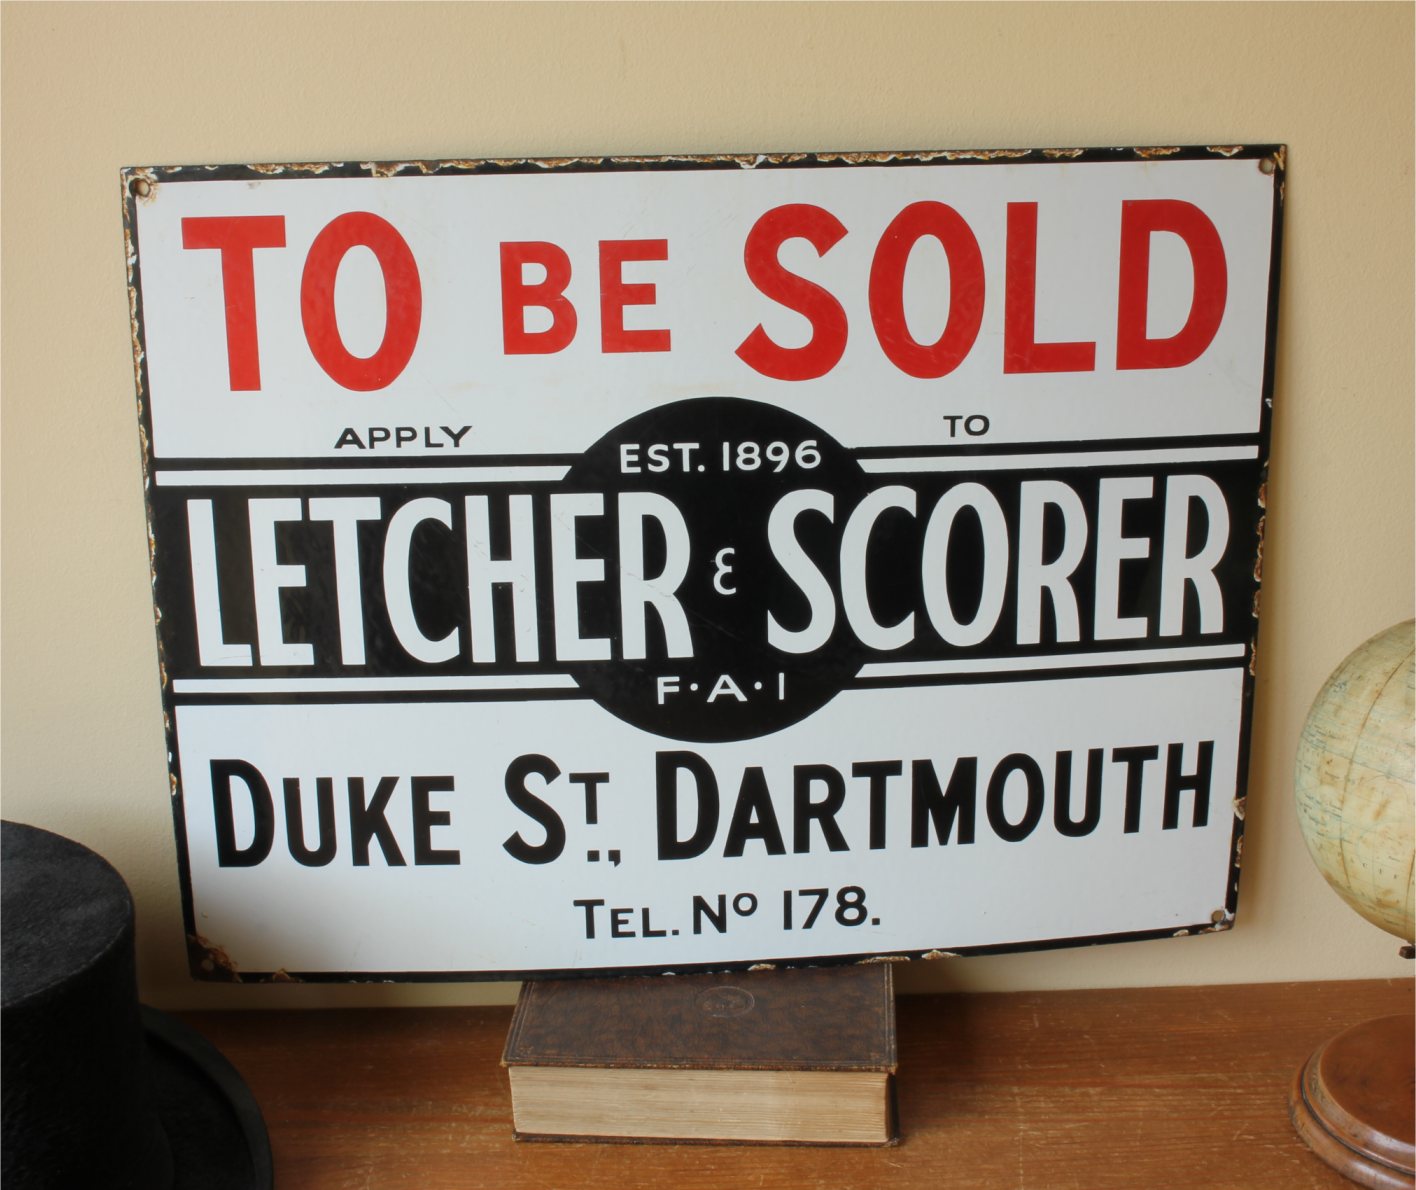 TO BE SOLD
APPLY TO
EST. 1896
LETCHER & SCORER
F·A·I
DUKE ST., DARTMOUTH
TEL. No 178.